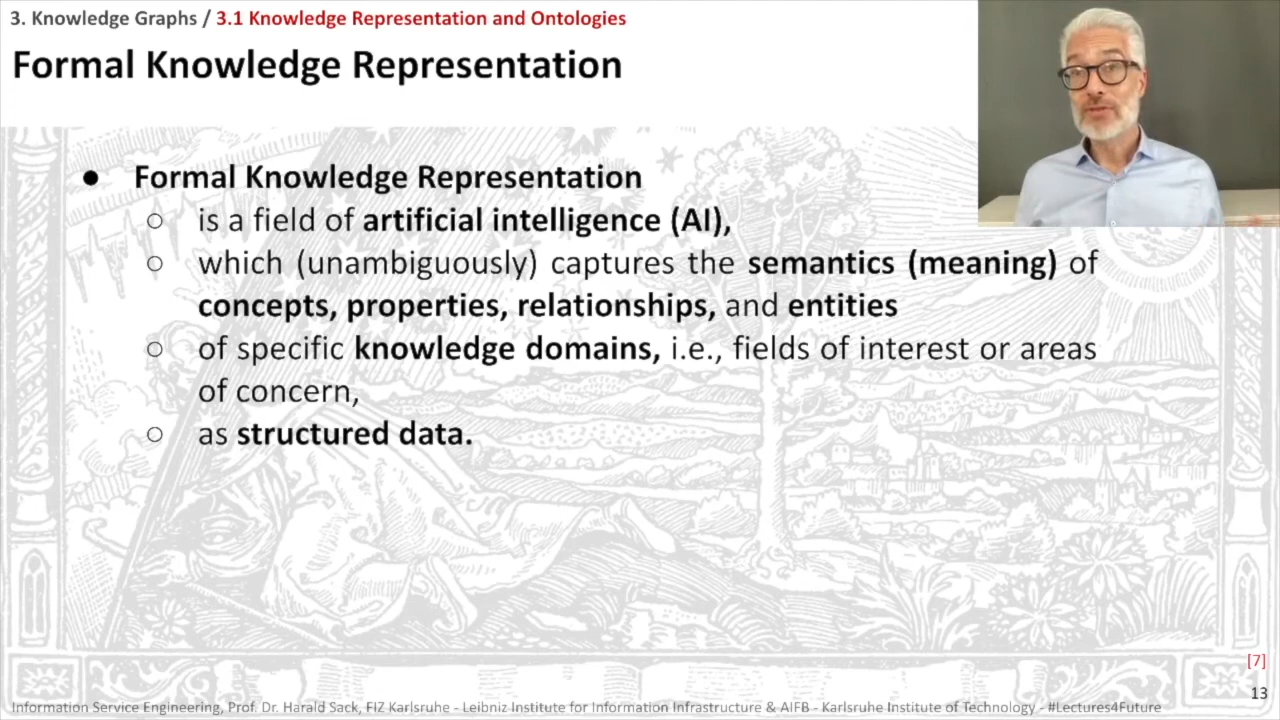 3. Knowledge Graphs / 3.1 Knowledge Representation and Ontologies
Formal Knowledge Representation
● Formal Knowledge Representation
○ is a field of artificial intelligence (AI),
○ which (unambiguously) captures the semantics (meaning) of
concepts, properties, relationships, and entities
○ of specific knowledge domains, i.e., fields of interest or areas
of concern,
○ as structured data.
[7]
13
Information Service Engineering, Prof. Dr. Harald Sack, FIZ Karlsruhe - Leibniz Institute for Information Infrastructure & AIFB - Karlsruhe Institute of Technology - #Lectures4Future